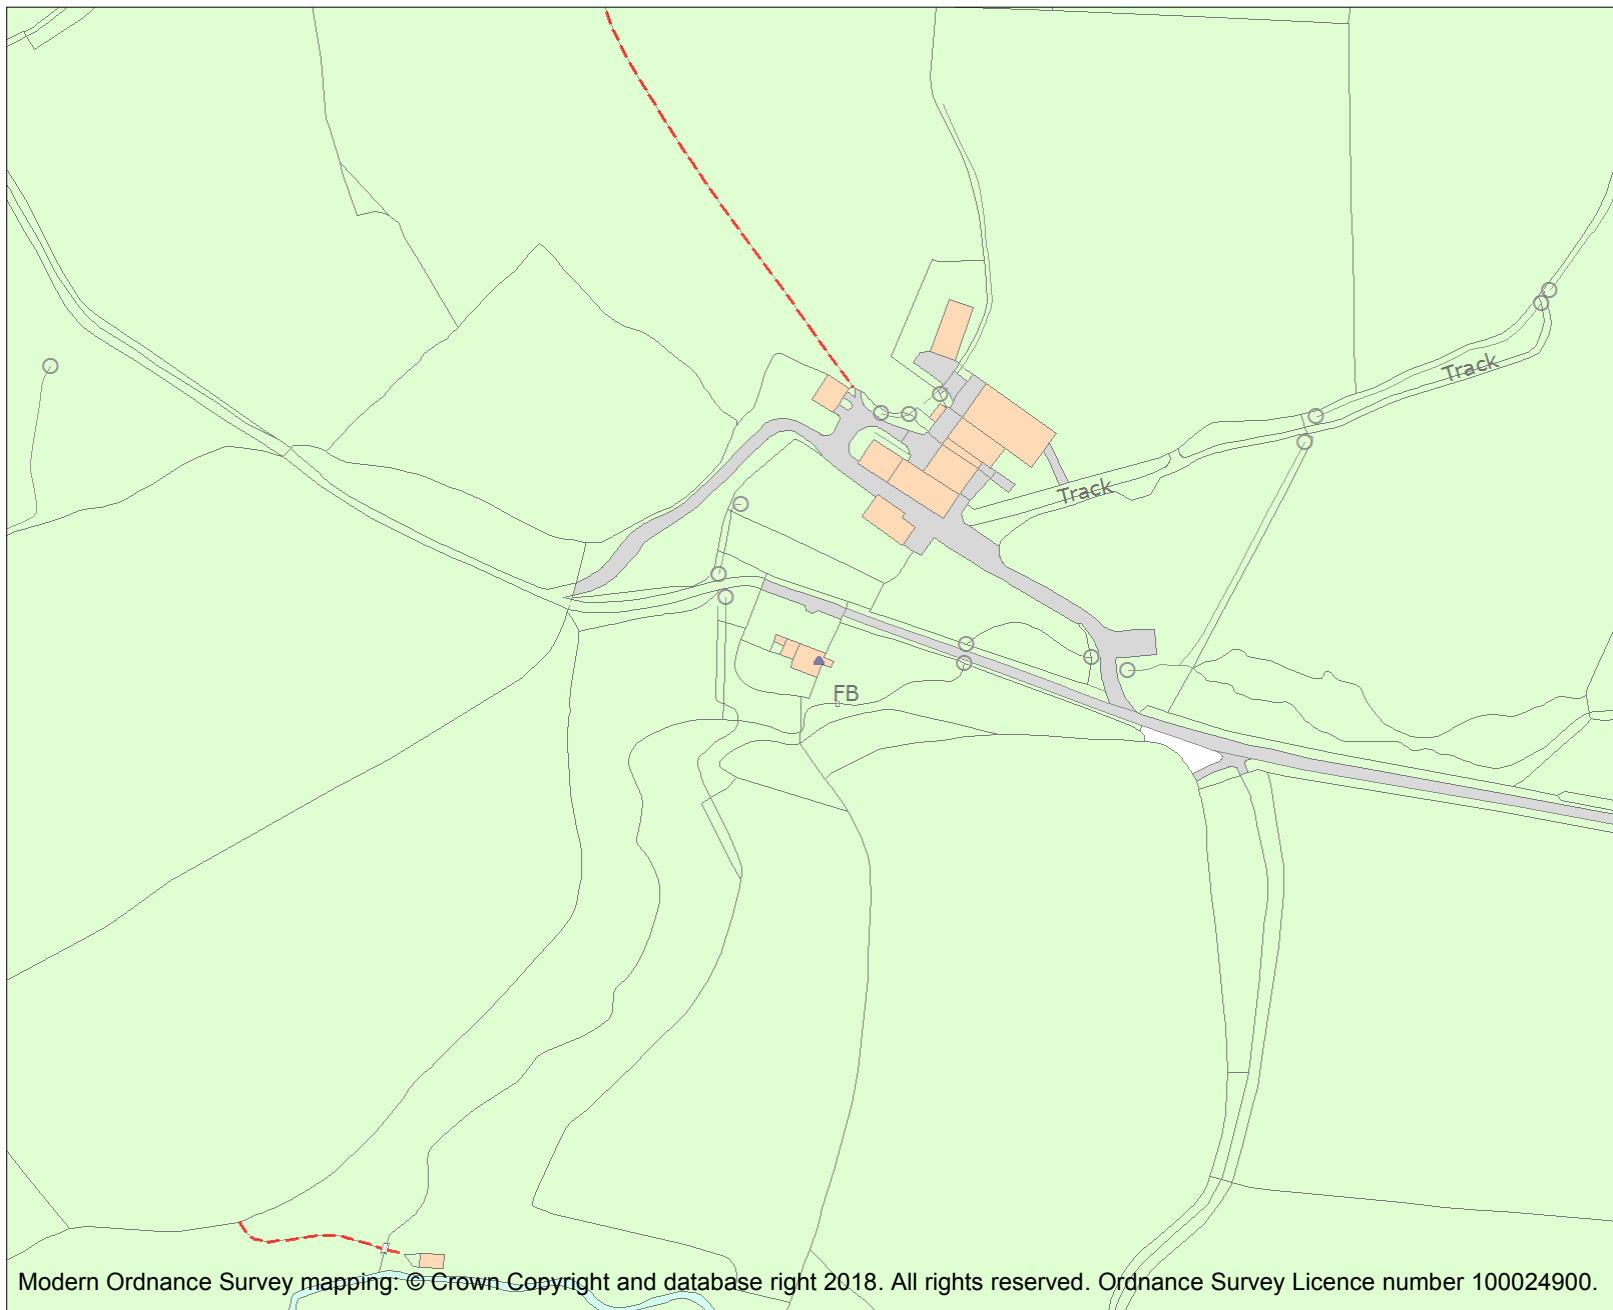 Track
Track
FB
Modern Ordnance Survey mapping: © Crown Copyright and database right 2018. All rights reserved. Ordnance Survey Licence number 100024900.